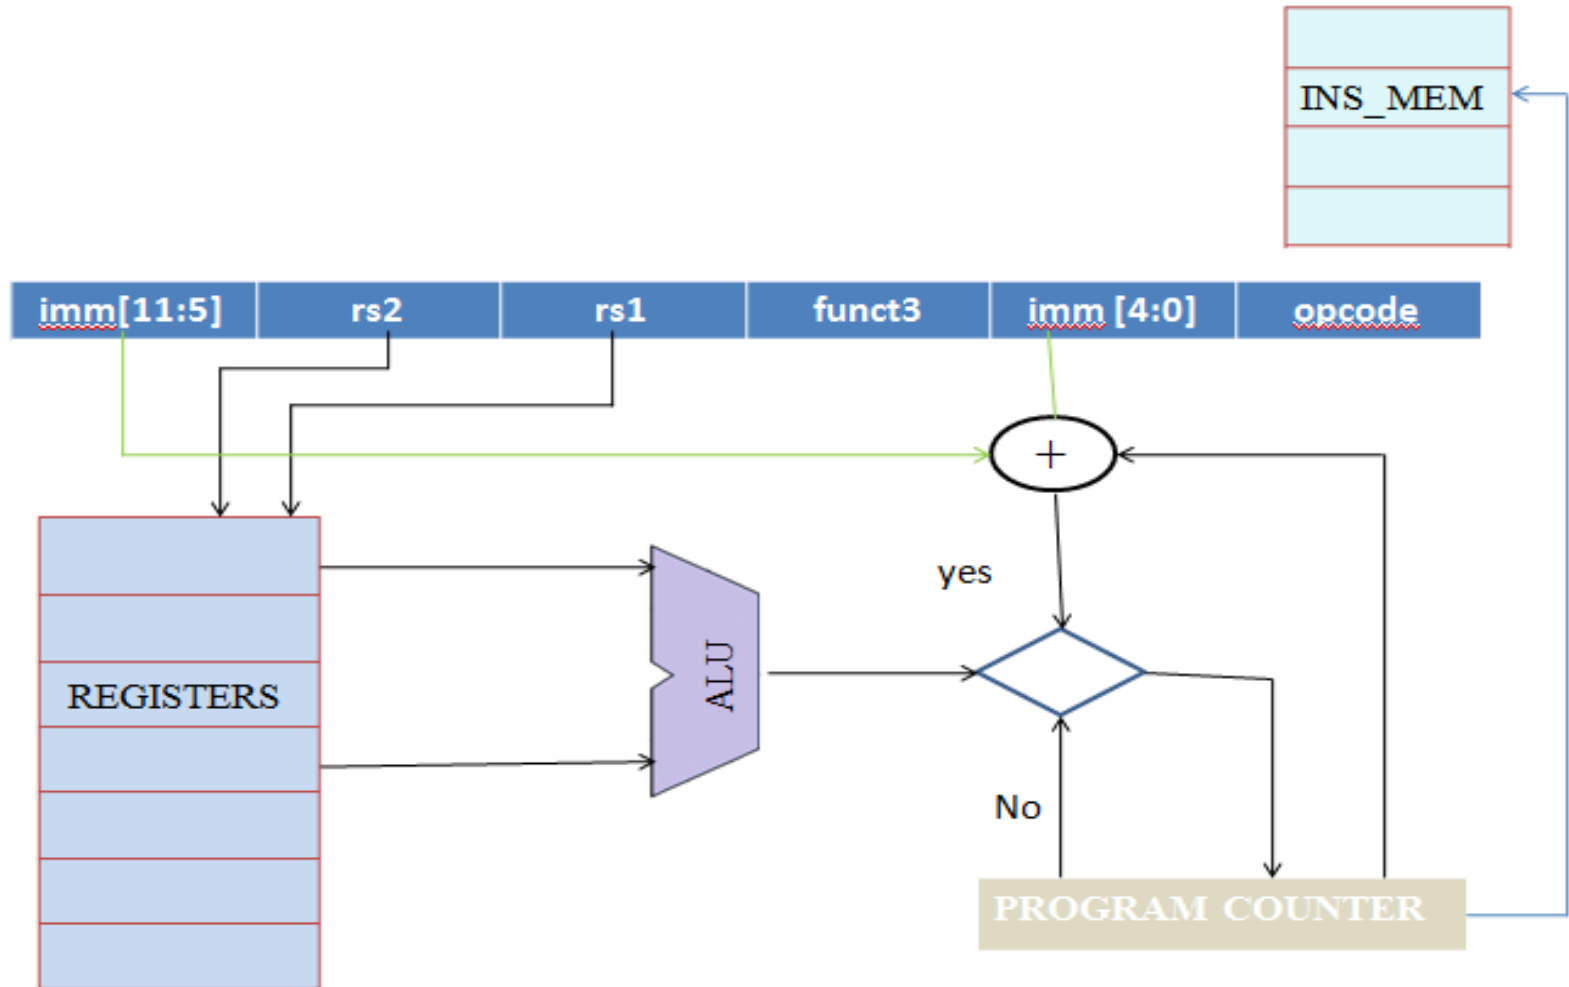 INS_MEM
imm[11:5] rs2 rs1 funct3 imm [4:0] opcode
+
yes
ALU
REGISTERS
No
PROGRAM COUNTER